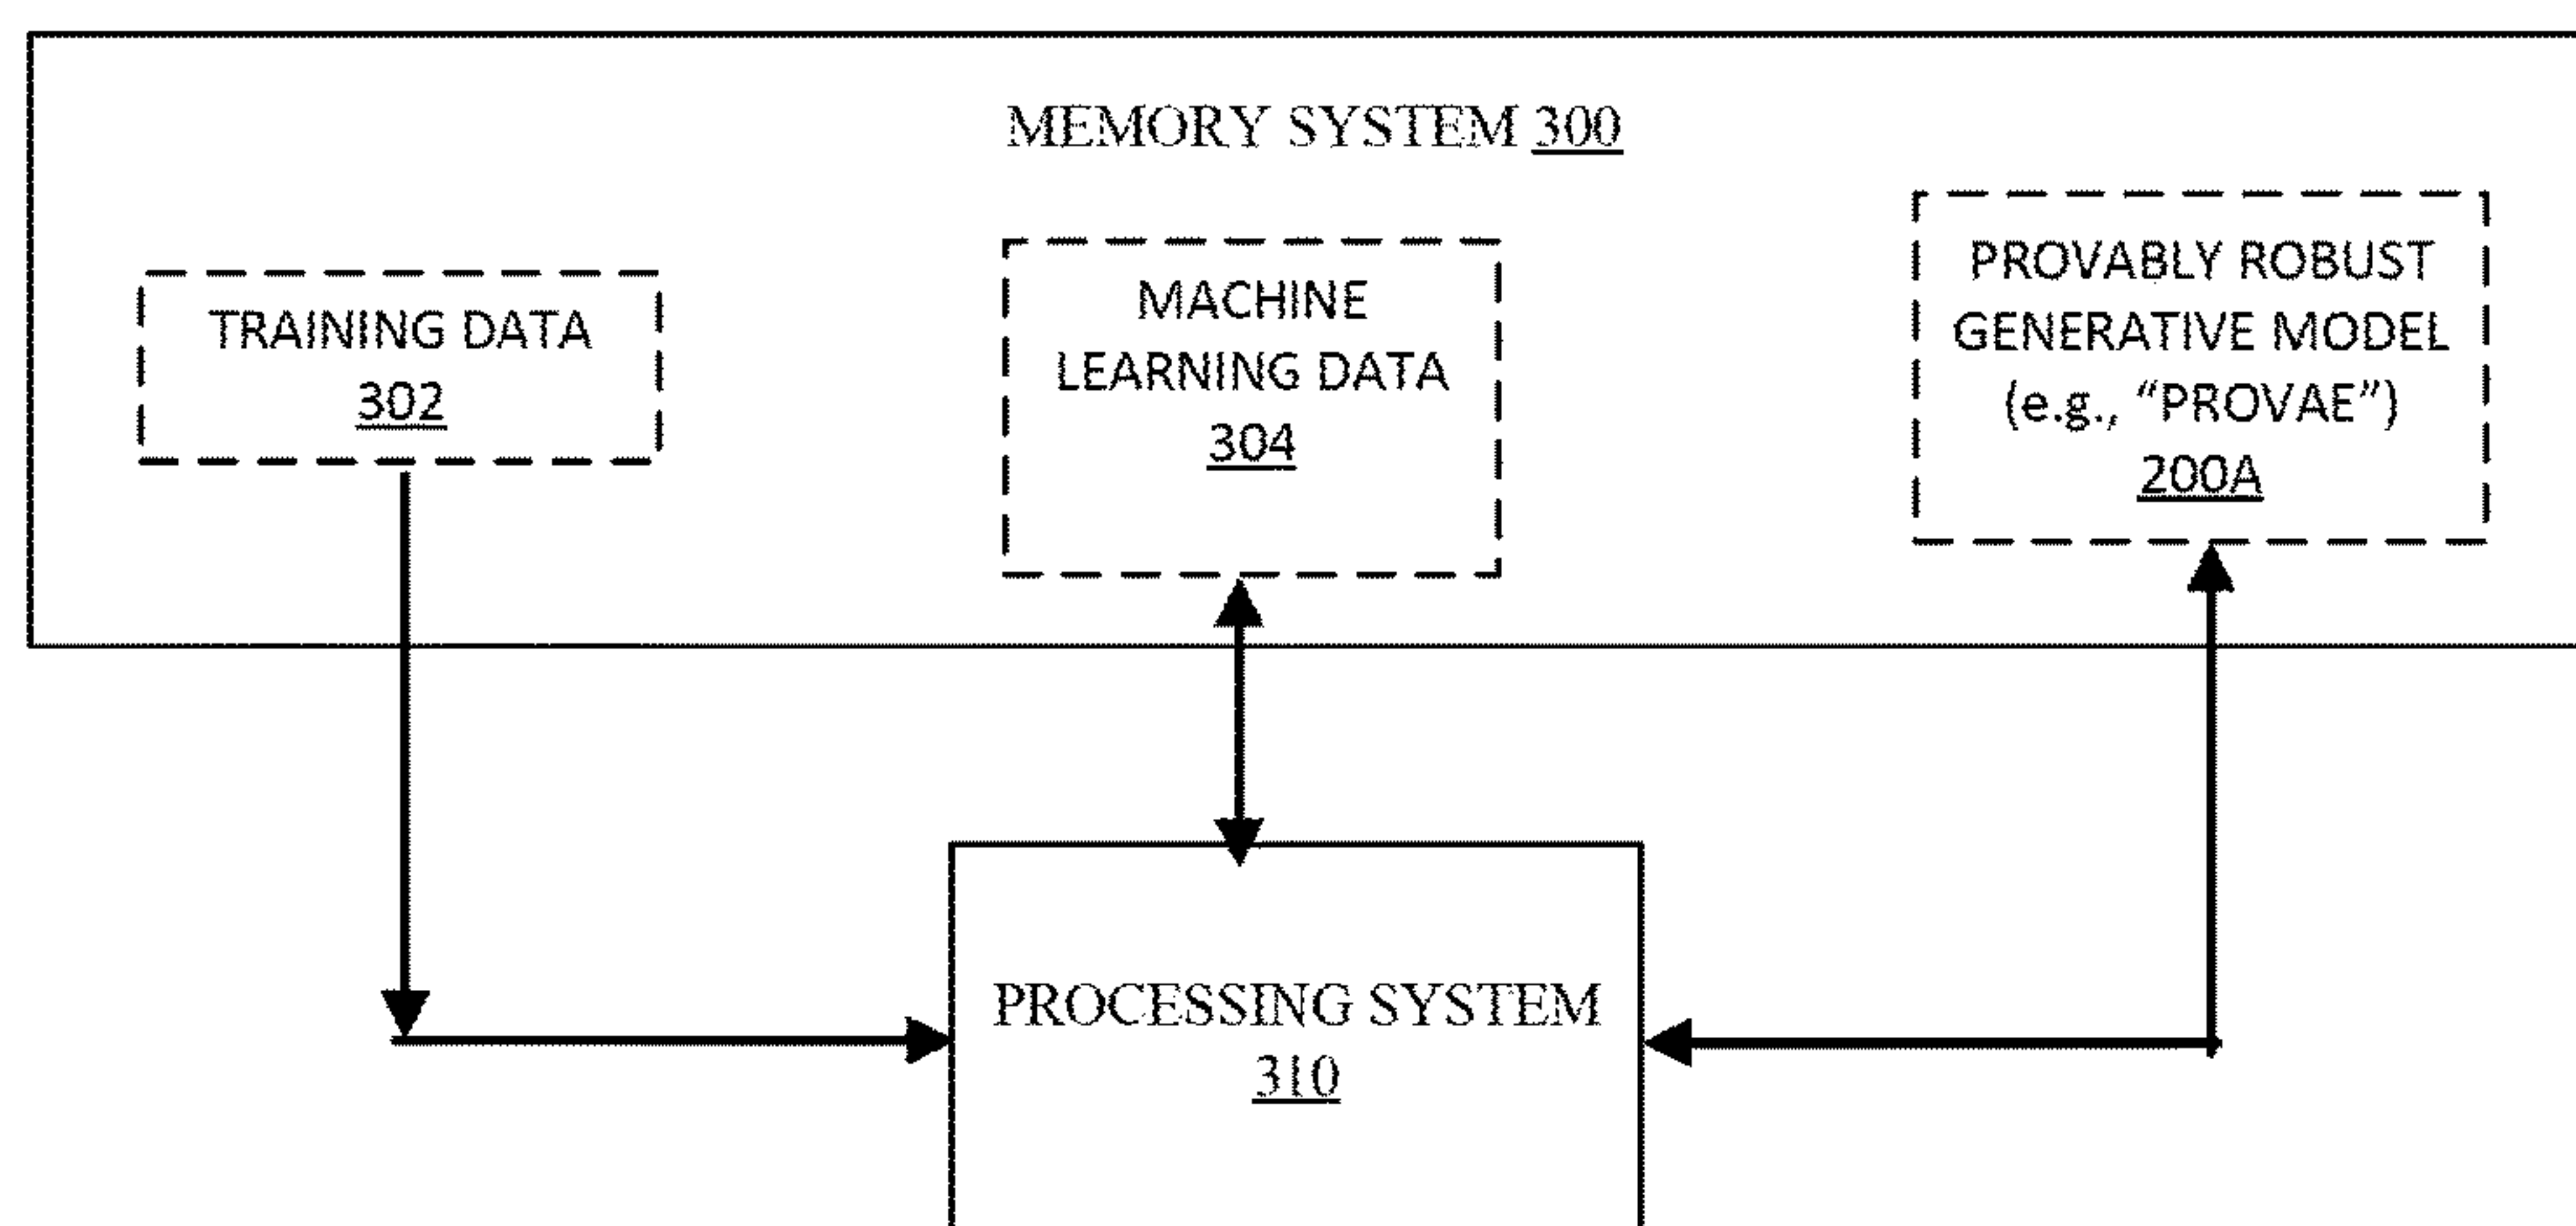 MEMORY SYSTEM 300
TRAINING DATA
302
MACHINE
LEARNING DATA
304
PROVABLY ROBUST
GENERATIVE MODEL
(e.g., “PROVAE”)
200A
PROCESSING SYSTEM
310